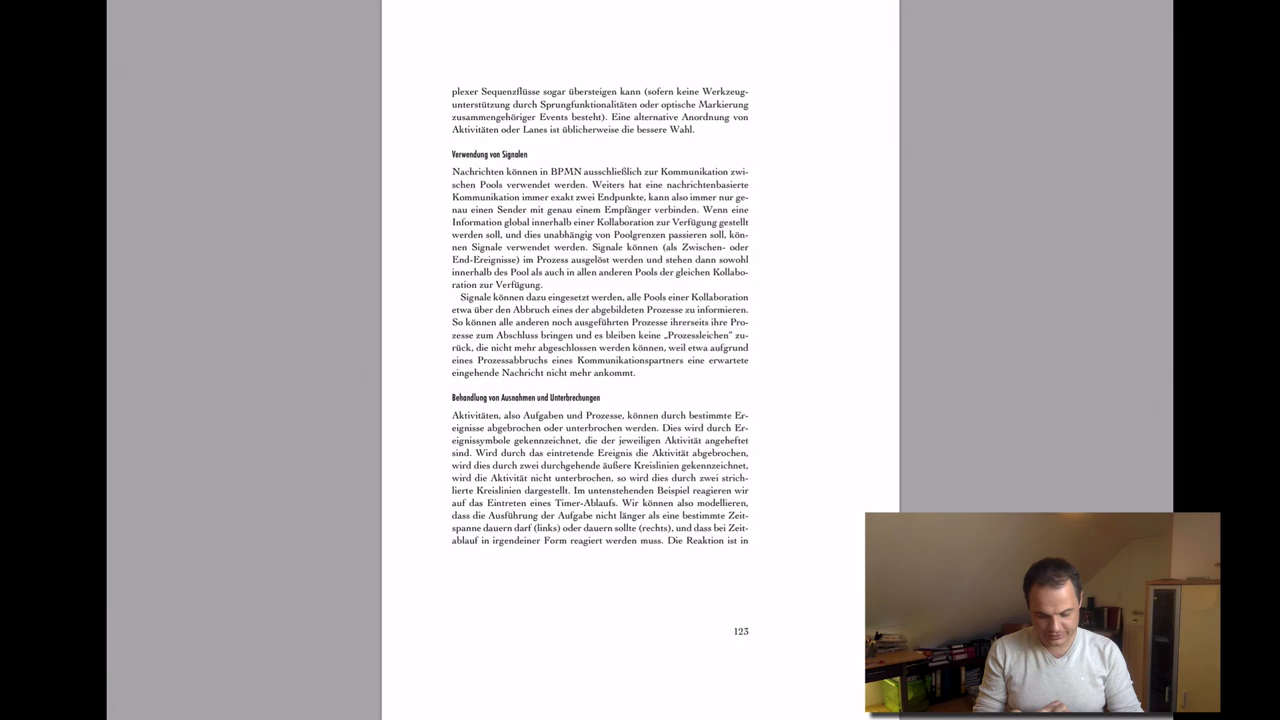 plexer Sequenzflüsse sogar übersteigen kann (sofern keine Werkzeug-
unterstützung durch Sprungfunktionalitäten oder optische Markierung
zusammengehöriger Events besteht). Eine alternative Anordnung von
Aktivitäten oder Lanes ist üblicherweise die bessere Wahl.
Verwendung von Signalen
Nachrichten können in BPMN ausschließlich zur Kommunikation zwi-
schen Pools verwendet werden. Weiters hat eine nachrichtenbasierte
Kommunikation immer exakt zwei Endpunkte, kann also immer nur ge-
nau einen Sender mit genau einem Empfänger verbinden. Wenn eine
Information global innerhalb einer Kollaboration zur Verfügung gestellt
werden soll, und dies unabhängig von Poolgrenzen passieren soll, kön-
nen Signale verwendet werden. Signale können (als Zwischen- oder
End-Ereignisse) im Prozess ausgelöst werden und stehen dann sowohl
innerhalb des Pool als auch in allen anderen Pools der gleichen Kollabo-
ration zur Verfügung.
Signale können dazu eingesetzt werden, alle Pools einer Kollaboration
etwa über den Abbruch eines der abgebildeten Prozesse zu informieren.
So können alle anderen noch ausgeführten Prozesse ihrerseits ihre Pro-
zesse zum Abschluss bringen und es bleiben keine „Prozessleichen“ zu-
rück, die nicht mehr abgeschlossen werden können, weil etwa aufgrund
eines Prozessabbruchs eines Kommunikationspartners eine erwartete
eingehende Nachricht nicht mehr ankommt.
Behandlung von Ausnahmen und Unterbrechungen
Aktivitäten, also Aufgaben und Prozesse, können durch bestimmte Er-
eignisse abgebrochen oder unterbrochen werden. Dies wird durch Er-
eignissymbole gekennzeichnet, die der jeweiligen Aktivität angeheftet
sind. Wird durch das eintretende Ereignis die Aktivität abgebrochen,
wird dies durch zwei durchgehende äußere Kreislinien gekennzeichnet,
wird die Aktivität nicht unterbrochen, so wird dies durch zwei strich-
lierte Kreislinien dargestellt. Im untenstehenden Beispiel reagieren wir
auf das Eintreten eines Timer-Ablaufs. Wir können also modellieren,
dass die Ausführung der Aufgabe nicht länger als eine bestimmte Zeit-
spanne dauern darf (links) oder dauern sollte (rechts), und dass bei Zeit-
ablauf in irgendeiner Form reagiert werden muss. Die Reaktion ist in
123